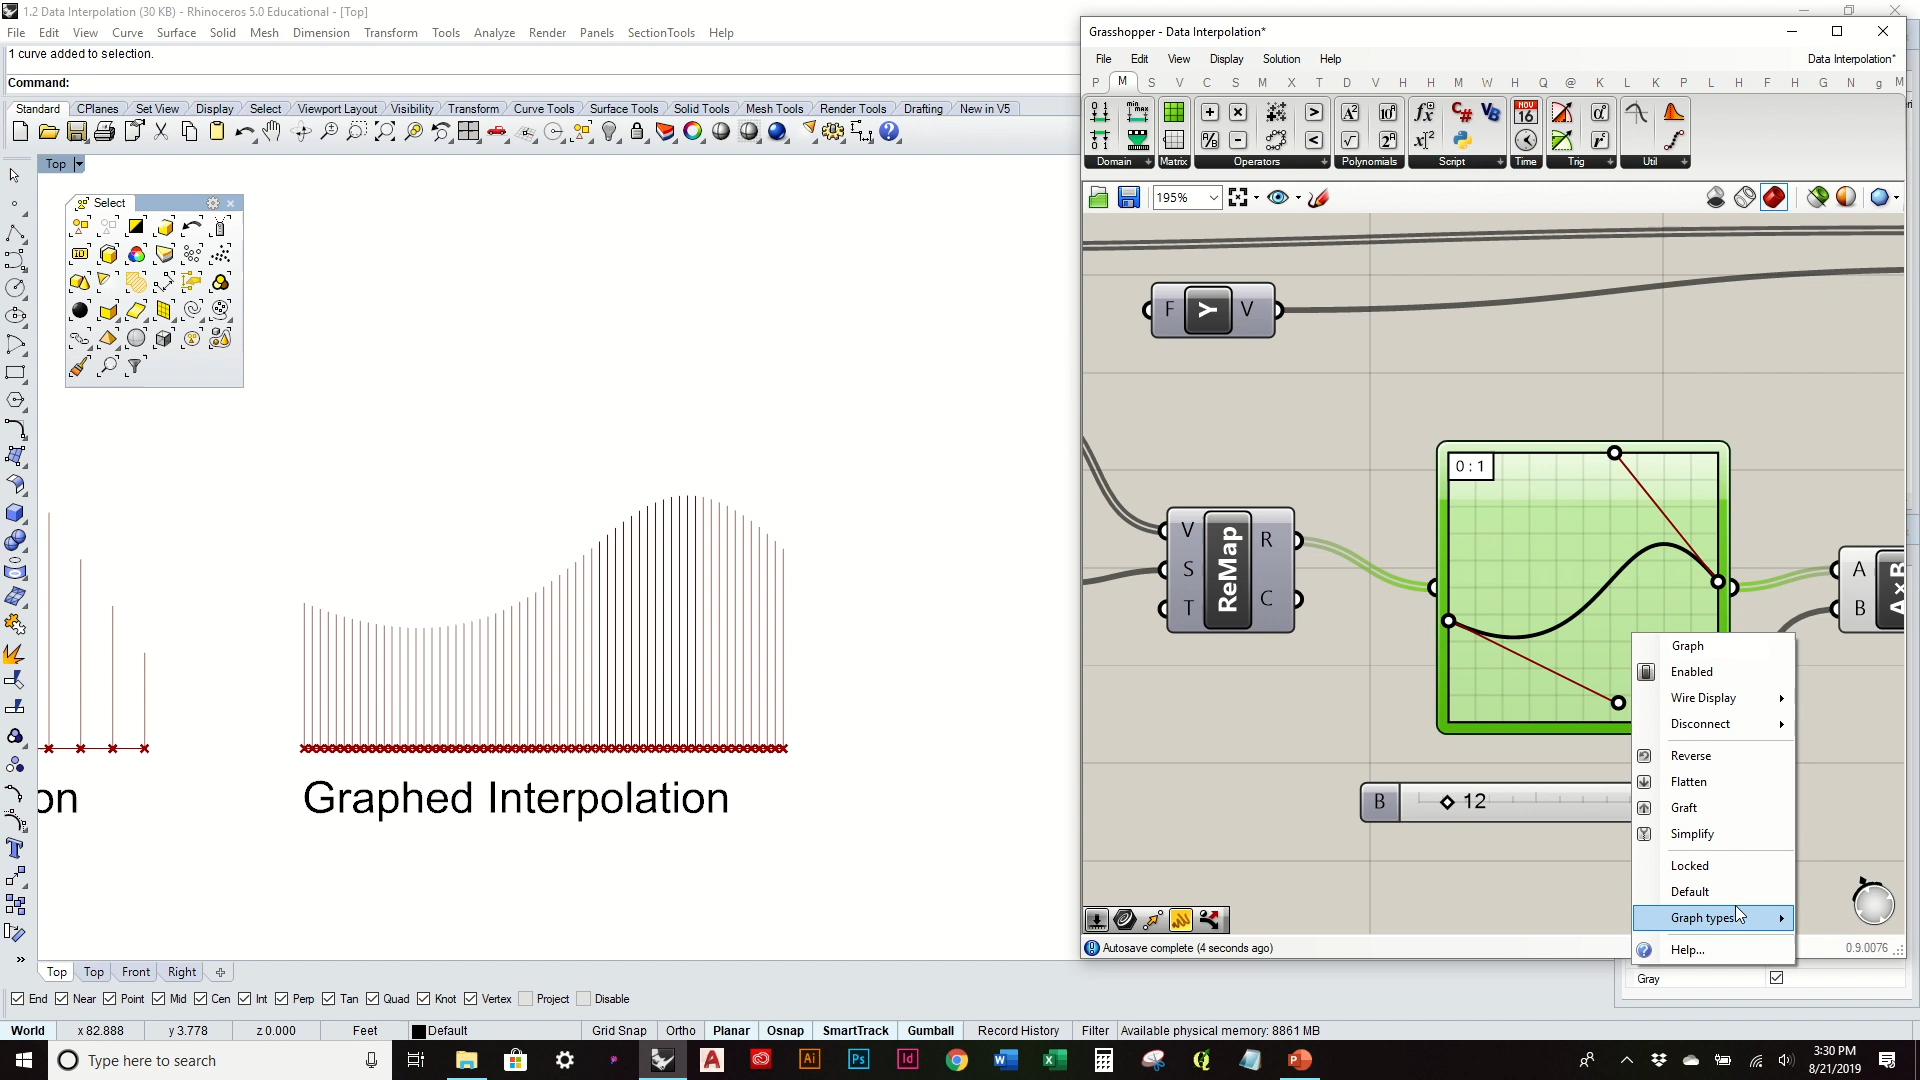 1.2 Data Interpolation (30 KB) - Rhinoceros 5.0 Educational - [Top]
File Edit View Curve Surface Solid Mesh Dimension Transform Tools Analyze Render Panels SectionTools Help
1 curve added to selection.
Command:
Standard CPlanes Set View Display Select Viewport Layout Visibility Transform Curve Tools Surface Tools Solid Tools Mesh Tools Render Tools Drafting New in V5
Top
Select
on
Graphed Interpolation
Top Top Front Right
End Near Point Mid Cen Int Perp Tan Quad Knot Vertex Project Disable
World x 82.888 y 3.778 z 0.000 Feet Default Grid Snap Ortho Planar Osnap SmartTrack Gumball Record History Filter Available physical memory: 8861 MB
Type here to search
3:30 PM
8/21/2019
Grasshopper - Data Interpolation*
File Edit View Display Solution Help Data Interpolation*
P M S V C S M X T D V H H M W H Q @ K L K P L H F H G N g M
Domain Matrix Operators Polynomials Script Time Trig Util
195%
F Y V
V S T ReMap R C
0 : 1
A B A×B
B 12
Graph
Enabled
Wire Display
Disconnect
Reverse
Flatten
Graft
Simplify
Locked
Default
Graph types
Help...
Autosave complete (4 seconds ago)
0.9.0076
Gray